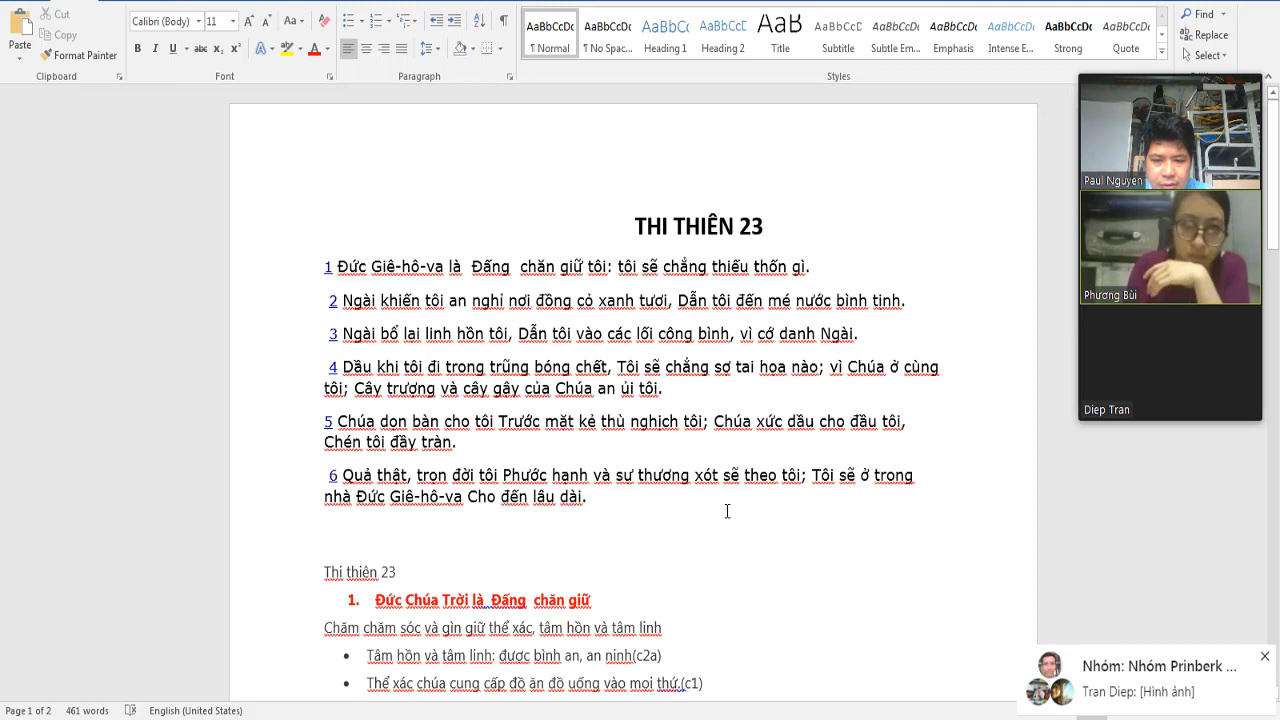 Cut
Copy
Format Painter
Paste
Clipboard
Calibri (Body) 11
Font
Paragraph
AaBbCcDc AaBbCcDc AaBbCc AaBbCcD AaB AaBbCcD AaBbCcDc AaBbCcDc AaBbCcDc AaBbCcDc AaBbCcDc
¶ Normal ¶ No Spac... Heading 1 Heading 2 Title Subtitle Subtle Em... Emphasis Intense E... Strong Quote
Styles
Find
Replace
Select
THI THIÊN 23
1 Đức Giê-hô-va là Đấng chăn giữ tôi: tôi sẽ chẳng thiếu thốn gì.
2 Ngài khiến tôi an nghỉ nơi đồng cỏ xanh tươi, Dẫn tôi đến mé nước bình tịnh.
3 Ngài bổ lại linh hồn tôi, Dẫn tôi vào các lối công bình, vì cớ danh Ngài.
4 Dầu khi tôi đi trong trũng bóng chết, Tôi sẽ chẳng sợ tai họa nào; vì Chúa ở cùng
tôi; Cây trượng và cây gậy của Chúa an ủi tôi.
5 Chúa dọn bàn cho tôi Trước mặt kẻ thù nghịch tôi; Chúa xức dầu cho đầu tôi,
Chén tôi đầy tràn.
6 Quả thật, trọn đời tôi Phước hạnh và sự thương xót sẽ theo tôi; Tôi sẽ ở trong
nhà Đức Giê-hô-va Cho đến lâu dài.
Thi thiện 23
1. Đức Chúa Trời là Đấng chăn giữ
Chăm chăm sóc và gìn giữ thể xác, tâm hồn và tâm linh
• Tâm hồn và tâm linh: được bình an, an ninh(c2a)
• Thể xác chúa cung cấp đồ ăn đồ uống vào mọi thứ.(c1)
Paul Nguyen
Phương Bùi
Diep Tran
Nhóm: Nhóm Prinberk ...
Tran Diep: [Hình ảnh]
Page 1 of 2 461 words English (United States)